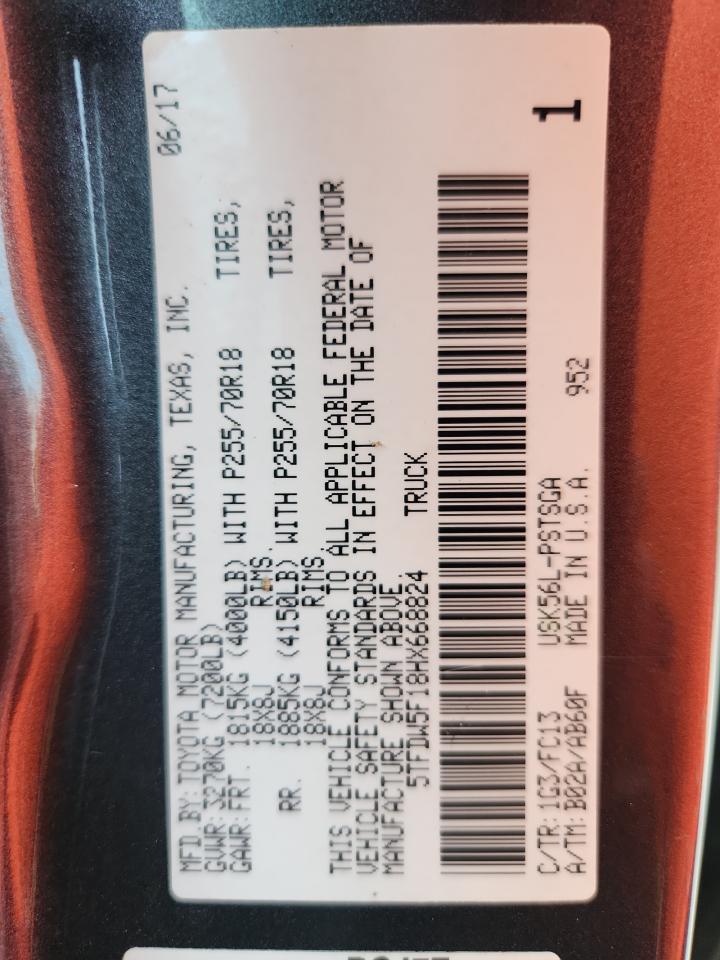 MFD.BY: TOYOTA MOTOR MANUFACTURING, TEXAS, INC. 06/17
GVWR: 3270KG (7200LB)
GAWR: FRT. 1815KG (4000LB) WITH P255/70R18 TIRES,
18X8J RIMS.
RR. 1885KG (4150LB) WITH P255/70R18 TIRES,
18X8J RIMS.
THIS VEHICLE CONFORMS TO ALL APPLICABLE FEDERAL MOTOR
VEHICLE SAFETY STANDARDS IN EFFECT ON THE DATE OF
MANUFACTURE SHOWN ABOVE.
5TFDW5F18HX668824 TRUCK
C/TR: 1G3/FC13 USK56L-PSTSGA 1
A/TM: B02A/AB60F MADE IN U.S.A. 952